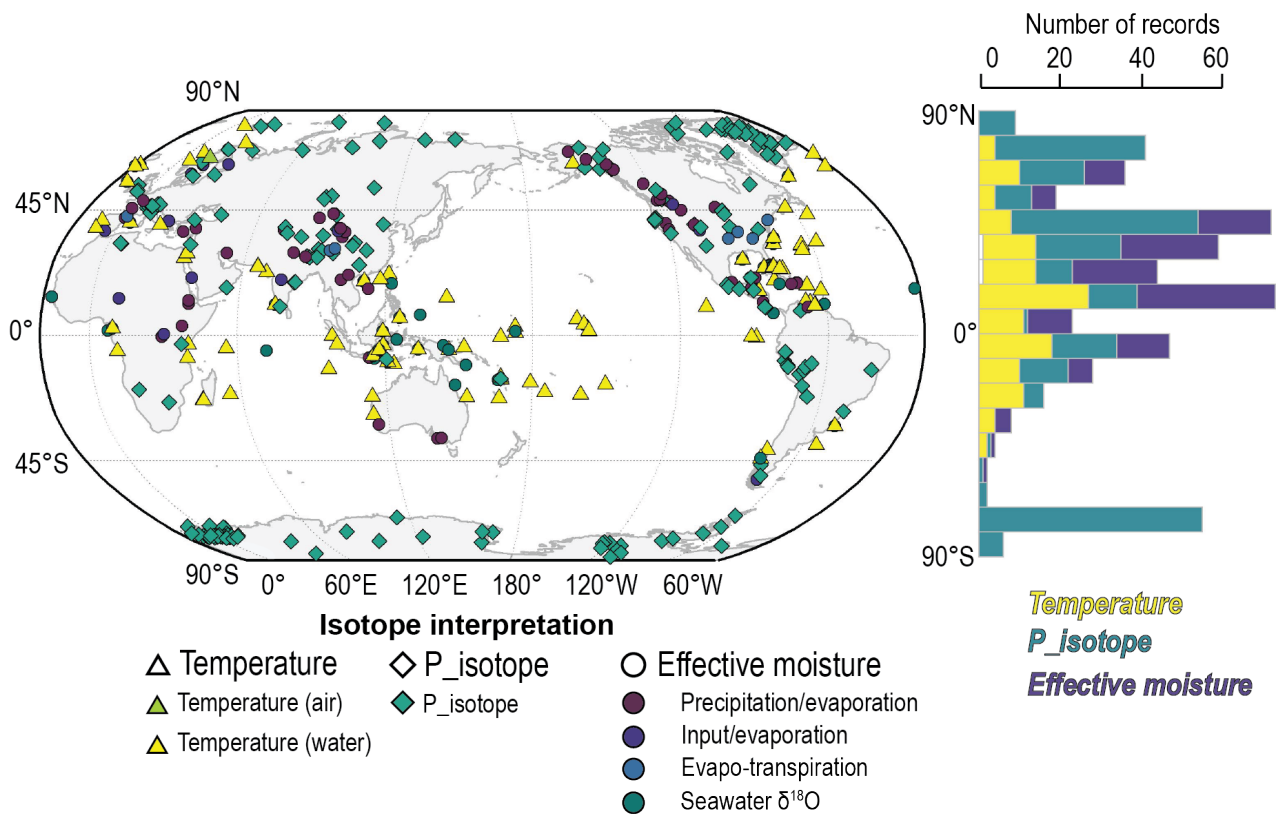 Number of records
0 20 40 60
90°N
45°N
0°
45°S
90°S
0° 60°E 120°E 180° 120°W 60°W
90°N
0°
90°S
Isotope interpretation
Temperature
Temperature (air)
Temperature (water)
P_isotope
P_isotope
Effective moisture
Precipitation/evaporation
Input/evaporation
Evapo-transpiration
Seawater δ¹⁸O
Temperature
P_isotope
Effective moisture